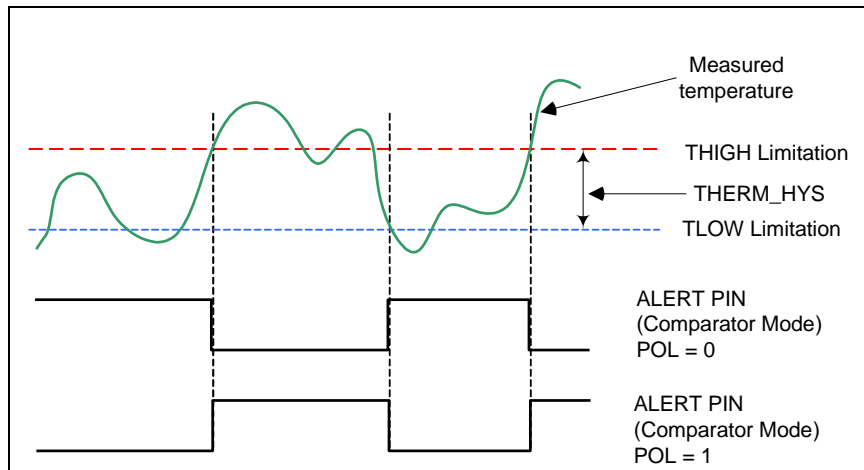 Measured
temperature
THIGH Limitation
THERM_HYS
TLOW Limitation
ALERT PIN
(Comparator Mode)
POL = 0
ALERT PIN
(Comparator Mode)
POL = 1